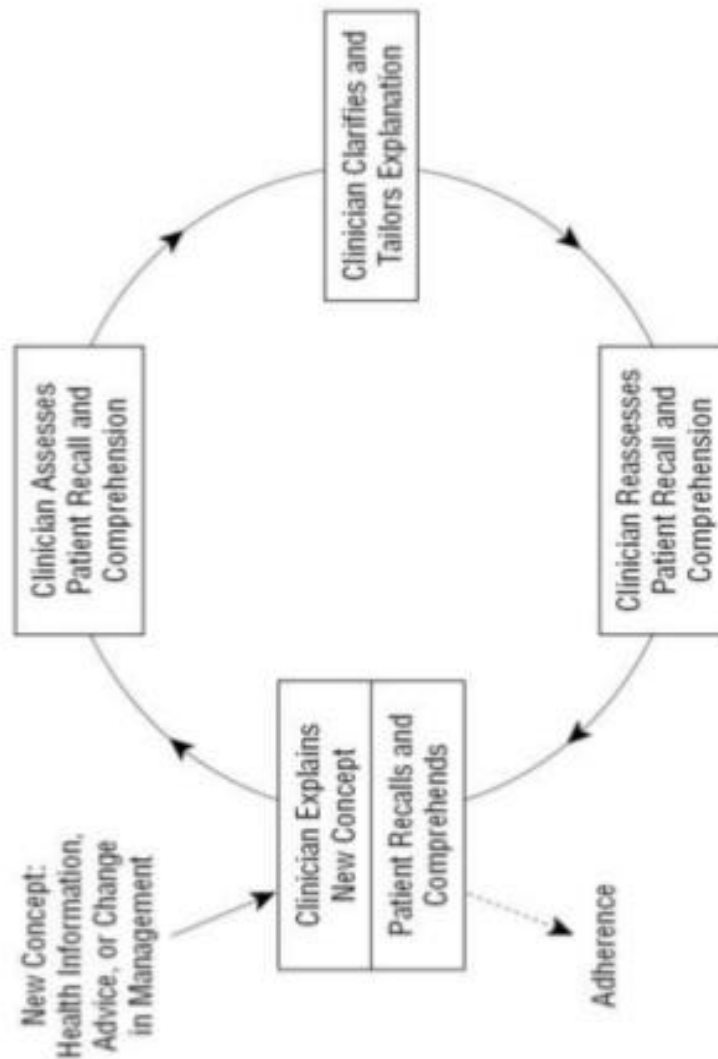 New Concept:
Health Information,
Advice, or Change
in Management
Clinician Explains
New Concept
Patient Recalls and
Comprehends
Adherence
Clinician Assesses
Patient Recall and
Comprehension
Clinician Clarifies and
Tailors Explanation
Clinician Reassesses
Patient Recall and
Comprehension